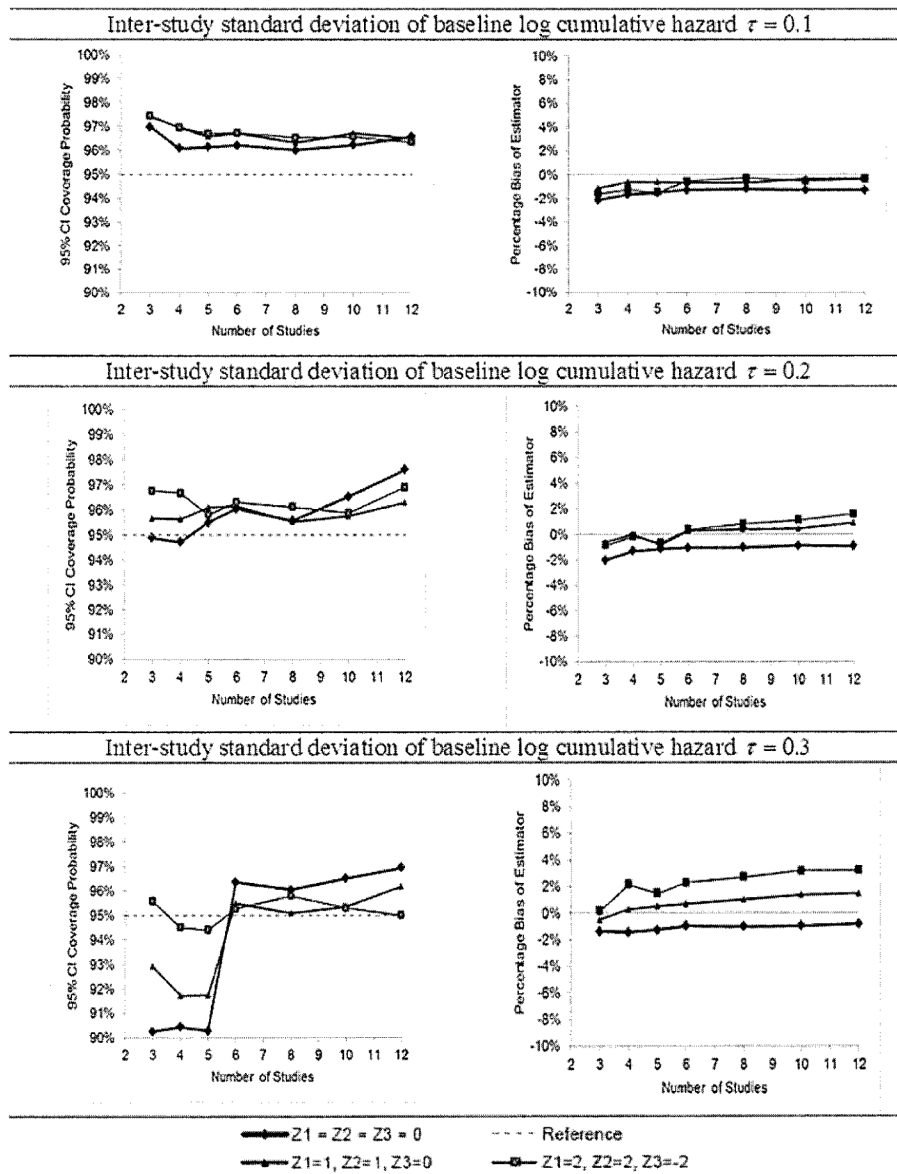 Inter-study standard deviation of baseline log cumulative hazard τ = 0.1
95% CI Coverage Probability
100%
99%
98%
97%
96%
95%
94%
93%
92%
91%
90%
2 3 4 5 6 7 8 9 10 11 12
Number of Studies
Percentage Bias of Estimator
10%
8%
6%
4%
2%
0%
-2%
-4%
-6%
-8%
-10%
2 3 4 5 6 7 8 9 10 11 12
Number of Studies
Inter-study standard deviation of baseline log cumulative hazard τ = 0.2
95% CI Coverage Probability
100%
99%
98%
97%
96%
95%
94%
93%
92%
91%
90%
2 3 4 5 6 7 8 9 10 11 12
Number of Studies
Percentage Bias of Estimator
10%
8%
6%
4%
2%
0%
-2%
-4%
-6%
-8%
-10%
2 3 4 5 6 7 8 9 10 11 12
Number of Studies
Inter-study standard deviation of baseline log cumulative hazard τ = 0.3
95% CI Coverage Probability
100%
99%
98%
97%
96%
95%
94%
93%
92%
91%
90%
2 3 4 5 6 7 8 9 10 11 12
Number of Studies
Percentage Bias of Estimator
10%
8%
6%
4%
2%
0%
-2%
-4%
-6%
-8%
-10%
2 3 4 5 6 7 8 9 10 11 12
Number of Studies
Z1 = Z2 = Z3 = 0
Reference
Z1=1, Z2=1, Z3=0
Z1=2, Z2=2, Z3=-2